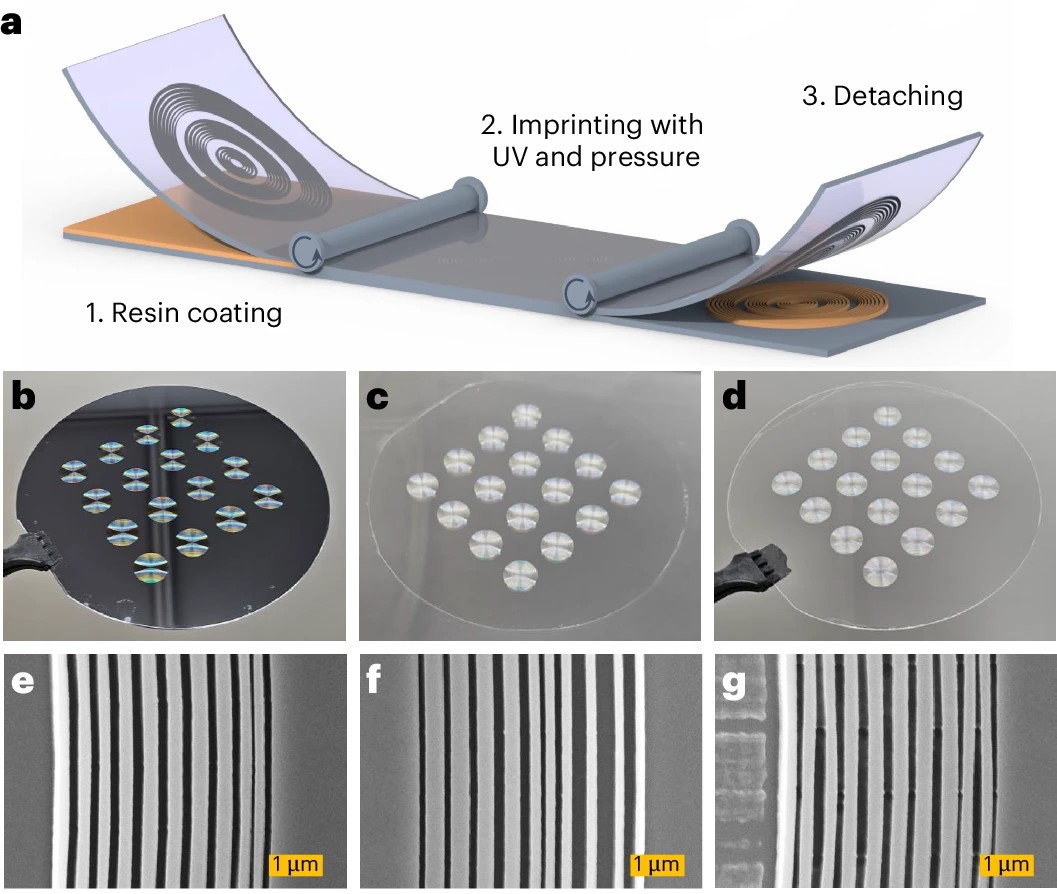 a
3. Detaching
2. Imprinting with
UV and pressure
1. Resin coating
b
c
d
e
f
g
1 µm
1 µm
1 µm